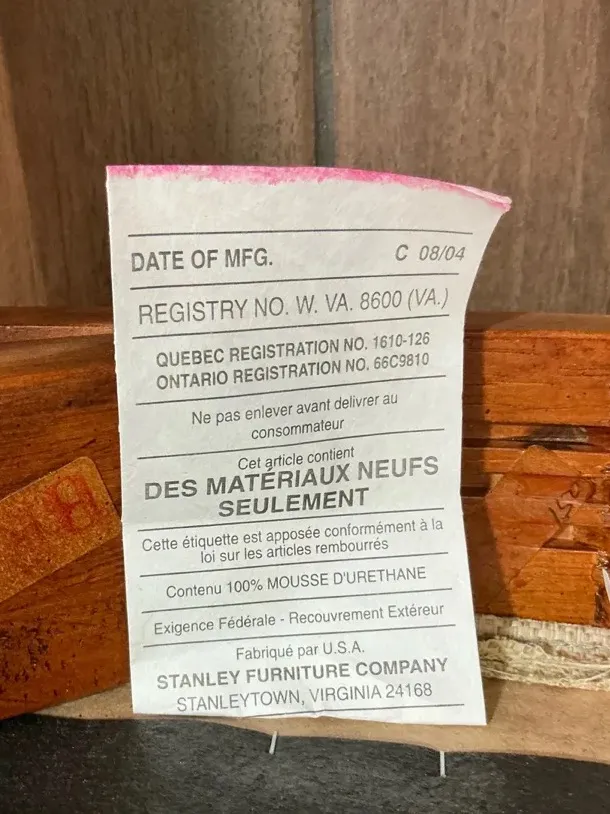 DATE OF MFG. C 08/04
REGISTRY NO. W. VA. 8600 (VA.)
QUEBEC REGISTRATION NO. 1610-126
ONTARIO REGISTRATION NO. 66C9810
Ne pas enlever avant delivrer au
consommateur
Cet article contient
DES MATÉRIAUX NEUFS
SEULEMENT
Cette étiquette est apposée conformément à la
loi sur les articles rembourrés
Contenu 100% MOUSSE D'URETHANE
Exigence Fédérale - Recouvrement Extérieur
Fabriqué par U.S.A.
STANLEY FURNITURE COMPANY
STANLEYTOWN, VIRGINIA 24168